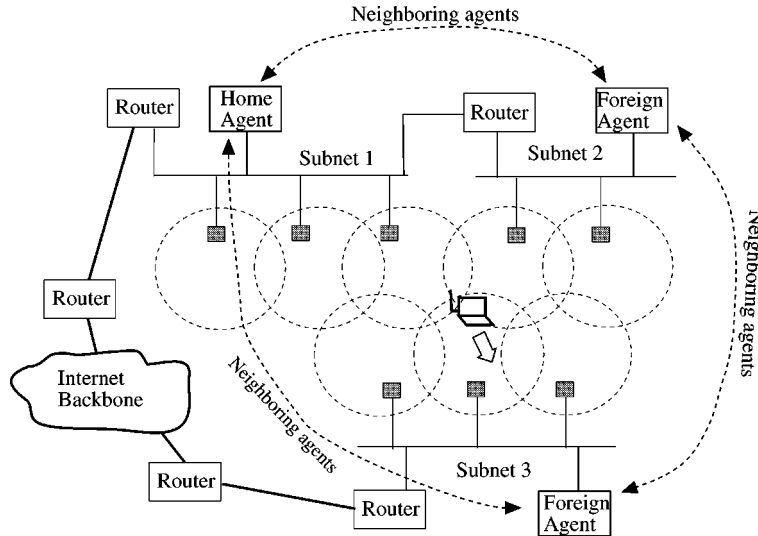 Neighboring agents
Router
Home
Agent
Router
Foreign
Agent
Subnet 1
Subnet 2
Neighboring agents
Router
Internet
Backbone
Neighboring agents
Router
Router
Subnet 3
Foreign
Agent